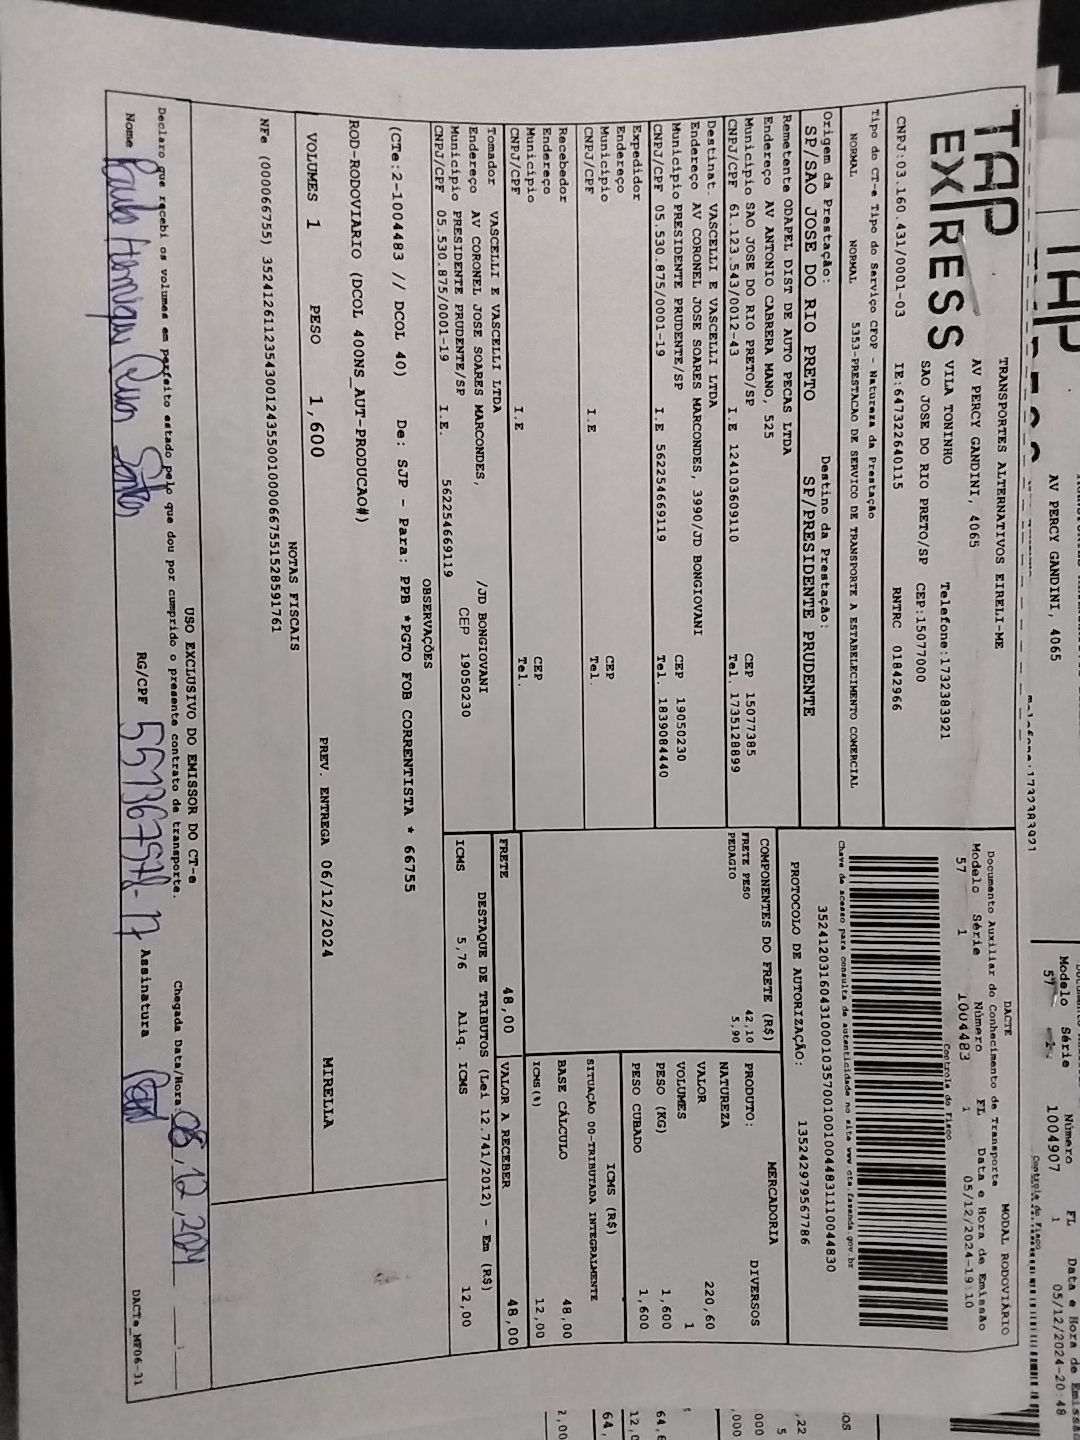 TAP EXPRESS
TRANSPORTES ALTERNATIVOS EIRELI-ME
AV PERCY GANDINI, 4065
VILA TONINHO Telefone:1732383921
SAO JOSE DO RIO PRETO/SP CEP:15077000
CNPJ:03.160.431/0001-03 IE:647322640115 RNTRC 01842966
Tipo do CT-e Tipo do Serviço CFOP - Natureza da Prestação
NORMAL NORMAL 5353-PRESTACAO DE SERVICO DE TRANSPORTE A ESTABELECIMENTO COMERCIAL
Origem da Prestação: Destino da Prestação:
SP/SAO JOSE DO RIO PRETO SP/PRESIDENTE PRUDENTE
Remetente ODAPEL DIST DE AUTO PECAS LTDA
Endereço AV ANTONIO CABRERA MANO, 525
Município SAO JOSE DO RIO PRETO/SP CEP 15077385
CNPJ/CPF 61.123.543/0012-43 I.E 124103609110 Tel. 1735128899
Destinat. VASCELLI E VASCELLI LTDA
Endereço AV CORONEL JOSE SOARES MARCONDES, 3990/JD BONGIOVANI
Município PRESIDENTE PRUDENTE/SP CEP 19050230
CNPJ/CPF 05.530.875/0001-19 I.E 562254669119 Tel. 1839084440
Expedidor
Endereço
Município CEP
CNPJ/CPF I.E Tel.
Recebedor
Endereço
Município CEP
CNPJ/CPF I.E Tel.
Tomador VASCELLI E VASCELLI LTDA
Endereço AV CORONEL JOSE SOARES MARCONDES, /JD BONGIOVANI
Município PRESIDENTE PRUDENTE/SP CEP 19050230
CNPJ/CPF 05.530.875/0001-19 I.E. 562254669119
DACTE MODAL RODOVIÁRIO
Documento Auxiliar do Conhecimento de Transporte
Modelo Série Número FL Data e Hora de Emissão
57 1 1004483 1 05/12/2024-19:10
Controle do Fisco
Chave de acesso para consulta de autenticidade no site www.cte.fazenda.gov.br
35241203160431000103570010010044831110044830
PROTOCOLO DE AUTORIZAÇÃO: 135242979567786
COMPONENTES DO FRETE (R$)
FRETE PESO 42,10
PEDAGIO 5,90
MERCADORIA
PRODUTO: DIVERSOS
NATUREZA
VALOR 220,60
VOLUMES 1
PESO (KG) 1,600
PESO CUBADO 1,600
ICMS (R$)
SITUAÇÃO 00-TRIBUTADA INTEGRALMENTE
BASE CÁLCULO 48,00
ICMS(%) 12,00
FRETE 48,00 VALOR A RECEBER 48,00
DESTAQUE DE TRIBUTOS (Lei 12.741/2012) - Em (R$)
ICMS 5,76 Aliq. ICMS 12,00
OBSERVAÇÕES
(CTe:2-1004483 // DCOL 40) De: SJP - Para: PPB *PGTO FOB CORRENTISTA * 66755
ROD-RODOVIARIO (DCOL 400NS_AUT-PRODUCAO#)
VOLUMES 1 PESO 1,600 PREV. ENTREGA 06/12/2024 MIRELLA
NOTAS FISCAIS
NFe (000066755) 35241261123543001243550010000667551528591761
USO EXCLUSIVO DO EMISSOR DO CT-e
Declaro que recebi os volumes em perfeito estado pelo que dou por cumprido o presente contrato de transporte. Chegada Data/Hora: 06,12,2024
Nome Paulo Henrique Santos RG/CPF Assinatura
DACTe_MF06-31
AV PERCY GANDINI, 4065
Modelo Série Número FL Data e Hora de
57 1004907 1 05/12/2024-20:48
Controle do Fisco